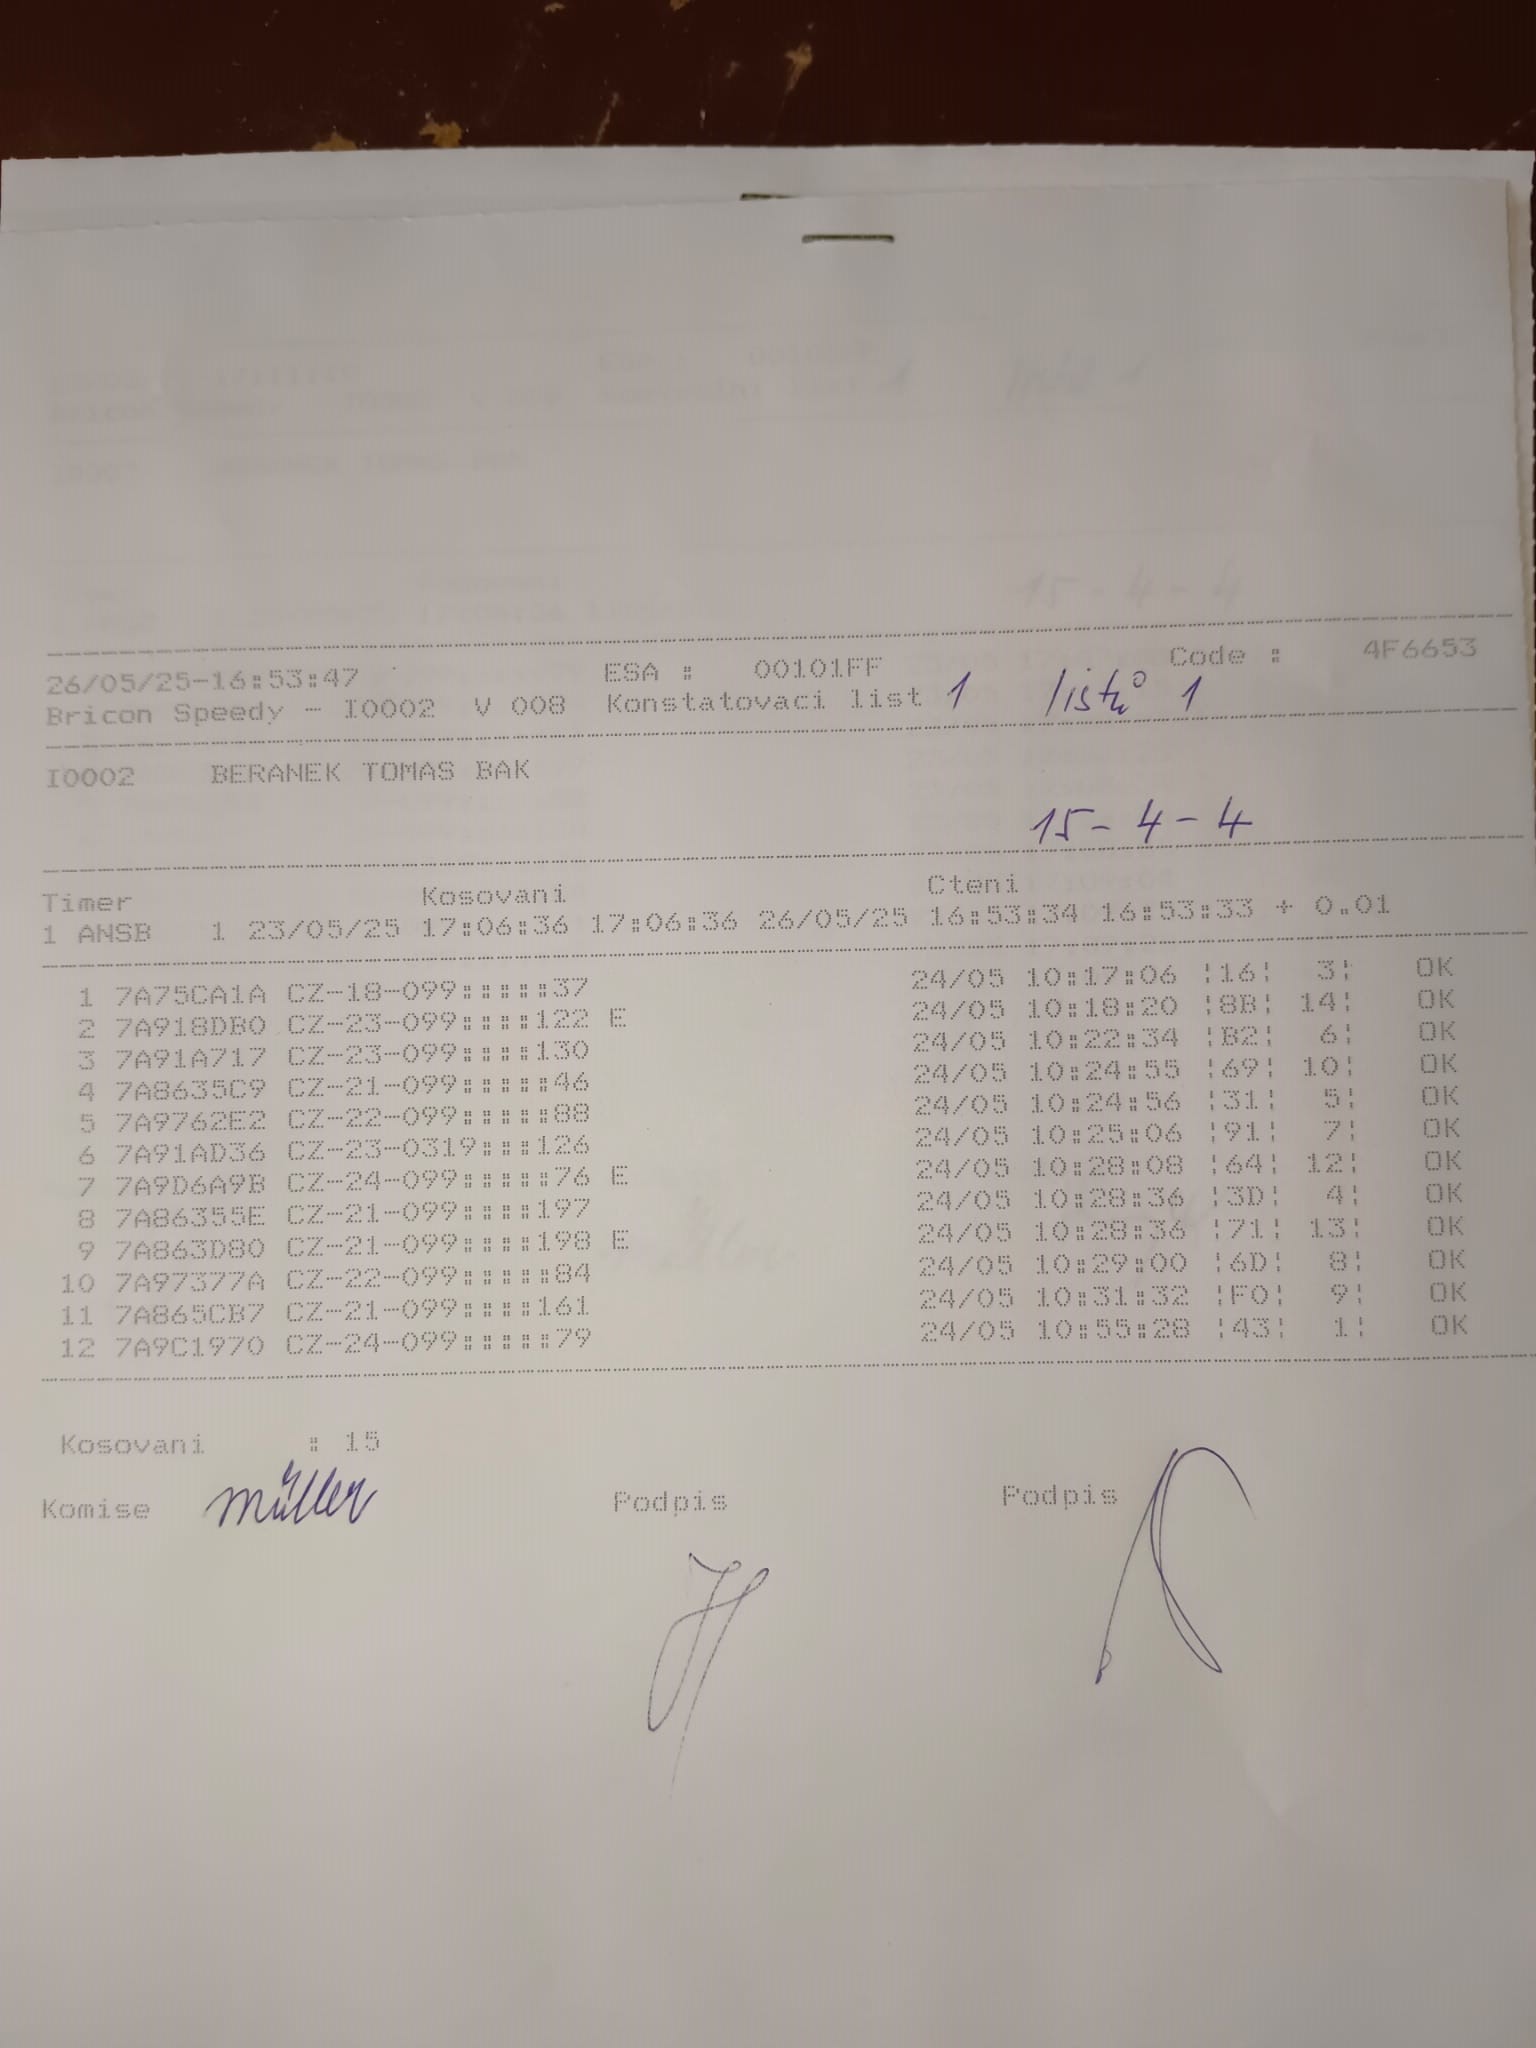 26/05/25-16:53:47 ESA : 00101FF Code : 4F6653
Bricon Speedy - I0002 V 008 Konstatovaci list 1 listů 1
I0002 BERANEK TOMAS BAK
15-4-4
Timer Kosovani Cteni
1 ANSB 1 23/05/25 17:06:36 17:06:36 26/05/25 16:53:34 16:53:33 + 0.01
1 7A75CA1A CZ-18-099:::::37 24/05 10:17:06 ¦16¦ 3¦ OK
2 7A918DB0 CZ-23-099::::122 E 24/05 10:18:20 ¦8B¦ 14¦ OK
3 7A91A717 CZ-23-099::::130 24/05 10:22:34 ¦B2¦ 6¦ OK
4 7A8635C9 CZ-21-099:::::46 24/05 10:24:55 ¦69¦ 10¦ OK
5 7A9762E2 CZ-22-099:::::88 24/05 10:24:56 ¦31¦ 5¦ OK
6 7A91AD36 CZ-23-0319:::126 24/05 10:25:06 ¦91¦ 7¦ OK
7 7A9D6A9B CZ-24-099:::::76 E 24/05 10:28:08 ¦64¦ 12¦ OK
8 7A86355E CZ-21-099::::197 24/05 10:28:36 ¦3D¦ 4¦ OK
9 7A863D80 CZ-21-099::::198 E 24/05 10:28:36 ¦71¦ 13¦ OK
10 7A97377A CZ-22-099:::::84 24/05 10:29:00 ¦6D¦ 8¦ OK
11 7A865CB7 CZ-21-099::::161 24/05 10:31:32 ¦F0¦ 9¦ OK
12 7A9C1970 CZ-24-099:::::79 24/05 10:55:28 ¦43¦ 1¦ OK
Kosovani : 15
Komise Müller Podpis Podpis